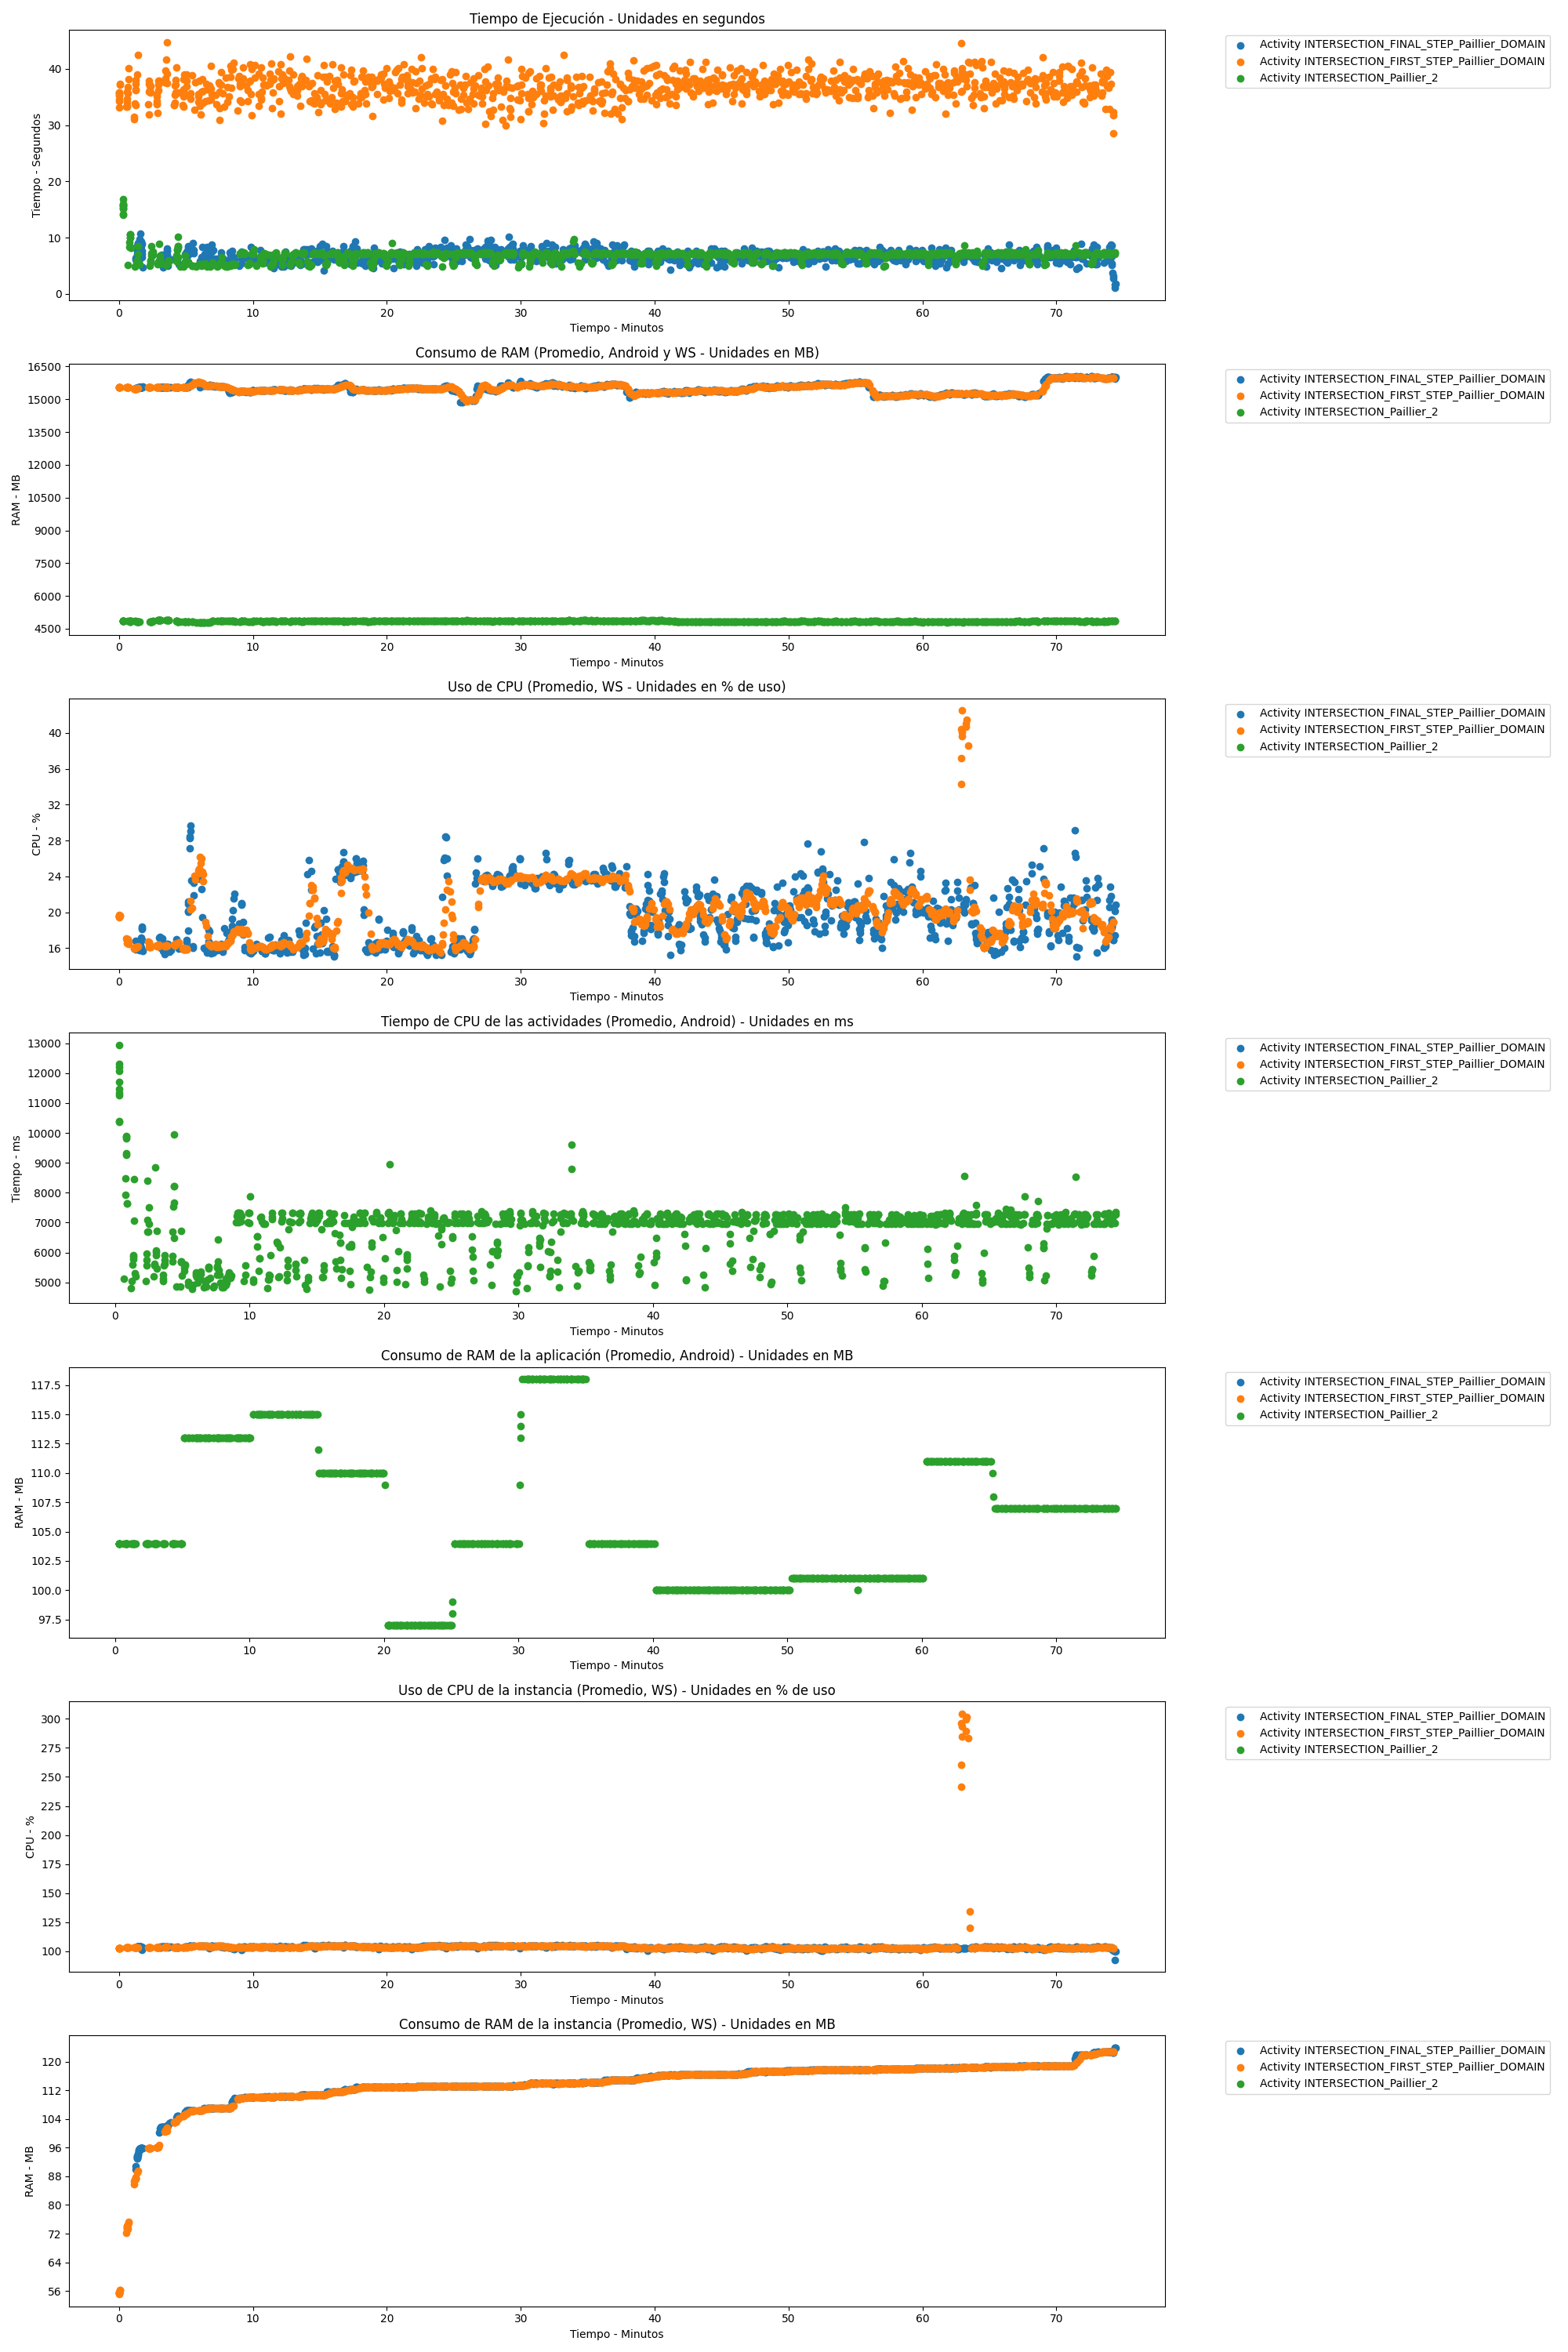 Tiempo de Ejecución - Unidades en segundos
Tiempo - Segundos
40
30
20
10
0
0 10 20 30 40 50 60 70
Tiempo - Minutos
Activity INTERSECTION_FINAL_STEP_Paillier_DOMAIN
Activity INTERSECTION_FIRST_STEP_Paillier_DOMAIN
Activity INTERSECTION_Paillier_2
Consumo de RAM (Promedio, Android y WS - Unidades en MB)
RAM - MB
16500
15000
13500
12000
10500
9000
7500
6000
4500
0 10 20 30 40 50 60 70
Tiempo - Minutos
Activity INTERSECTION_FINAL_STEP_Paillier_DOMAIN
Activity INTERSECTION_FIRST_STEP_Paillier_DOMAIN
Activity INTERSECTION_Paillier_2
Uso de CPU (Promedio, WS - Unidades en % de uso)
CPU - %
40
36
32
28
24
20
16
0 10 20 30 40 50 60 70
Tiempo - Minutos
Activity INTERSECTION_FINAL_STEP_Paillier_DOMAIN
Activity INTERSECTION_FIRST_STEP_Paillier_DOMAIN
Activity INTERSECTION_Paillier_2
Tiempo de CPU de las actividades (Promedio, Android) - Unidades en ms
Tiempo - ms
13000
12000
11000
10000
9000
8000
7000
6000
5000
0 10 20 30 40 50 60 70
Tiempo - Minutos
Activity INTERSECTION_FINAL_STEP_Paillier_DOMAIN
Activity INTERSECTION_FIRST_STEP_Paillier_DOMAIN
Activity INTERSECTION_Paillier_2
Consumo de RAM de la aplicación (Promedio, Android) - Unidades en MB
RAM - MB
117.5
115.0
112.5
110.0
107.5
105.0
102.5
100.0
97.5
0 10 20 30 40 50 60 70
Tiempo - Minutos
Activity INTERSECTION_FINAL_STEP_Paillier_DOMAIN
Activity INTERSECTION_FIRST_STEP_Paillier_DOMAIN
Activity INTERSECTION_Paillier_2
Uso de CPU de la instancia (Promedio, WS) - Unidades en % de uso
CPU - %
300
275
250
225
200
175
150
125
100
0 10 20 30 40 50 60 70
Tiempo - Minutos
Activity INTERSECTION_FINAL_STEP_Paillier_DOMAIN
Activity INTERSECTION_FIRST_STEP_Paillier_DOMAIN
Activity INTERSECTION_Paillier_2
Consumo de RAM de la instancia (Promedio, WS) - Unidades en MB
RAM - MB
120
112
104
96
88
80
72
64
56
0 10 20 30 40 50 60 70
Tiempo - Minutos
Activity INTERSECTION_FINAL_STEP_Paillier_DOMAIN
Activity INTERSECTION_FIRST_STEP_Paillier_DOMAIN
Activity INTERSECTION_Paillier_2